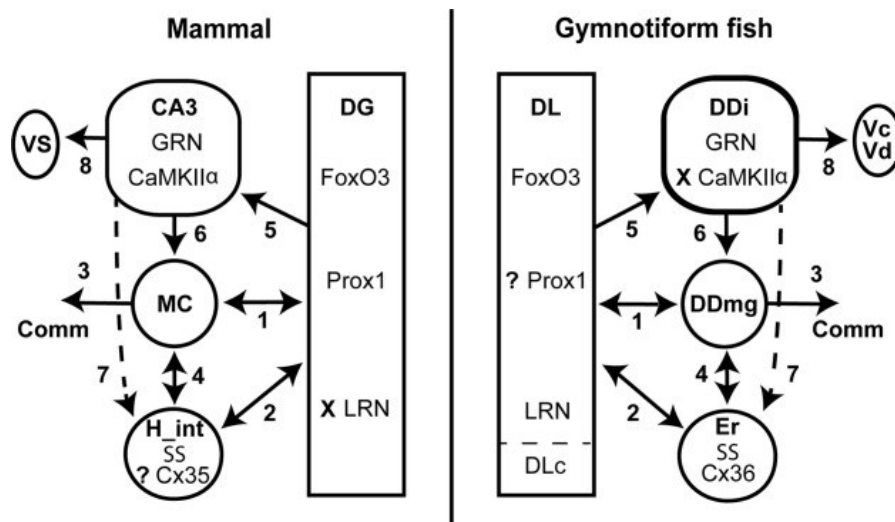 Mammal
CA3
GRN
CaMKIIα
VS
8
DG
FoxO3
Prox1
X LRN
5
6
3
MC
1
Comm
7
4
2
H_int
SS
? Cx35
Gymnotiform fish
DL
FoxO3
? Prox1
LRN
DLc
DDi
GRN
X CaMKIIα
Vc
Vd
8
5
6
3
DDmg
1
Comm
4
7
2
Er
SS
Cx36